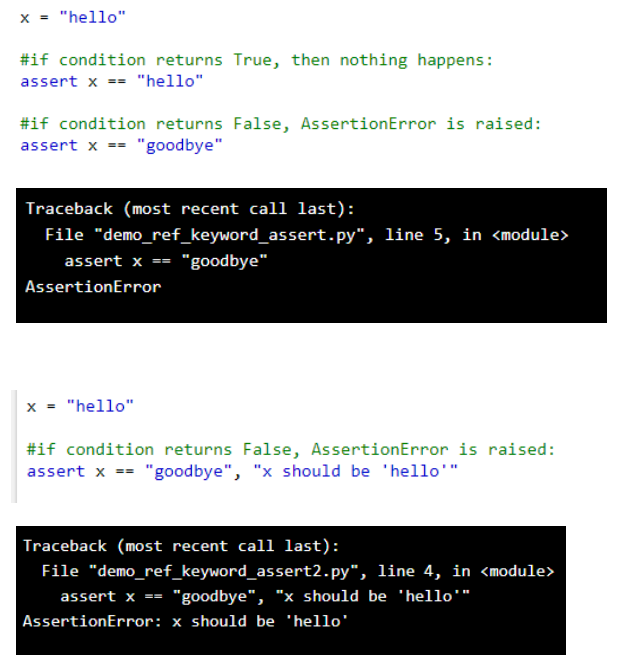 x = "hello"
#if condition returns True, then nothing happens:
assert x == "hello"
#if condition returns False, AssertionError is raised:
assert x == "goodbye"
Traceback (most recent call last):
  File "demo_ref_keyword_assert.py", line 5, in <module>
    assert x == "goodbye"
AssertionError
x = "hello"
#if condition returns False, AssertionError is raised:
assert x == "goodbye", "x should be 'hello'"
Traceback (most recent call last):
  File "demo_ref_keyword_assert2.py", line 4, in <module>
    assert x == "goodbye", "x should be 'hello'"
AssertionError: x should be 'hello'